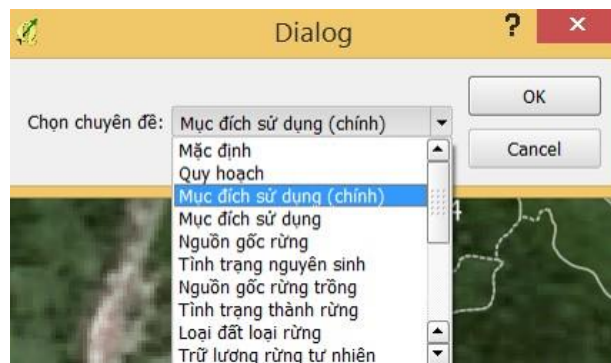 Dialog ? ×
Chọn chuyên đề: Mục đích sử dụng (chính) OK
Cancel
Mặc định
Quy hoạch
Mục đích sử dụng (chính)
Mục đích sử dụng
Nguồn gốc rừng
Tình trạng nguyên sinh
Nguồn gốc rừng trồng
Tình trạng thành rừng
Loại đất loại rừng
Trữ lượng rừng tự nhiên